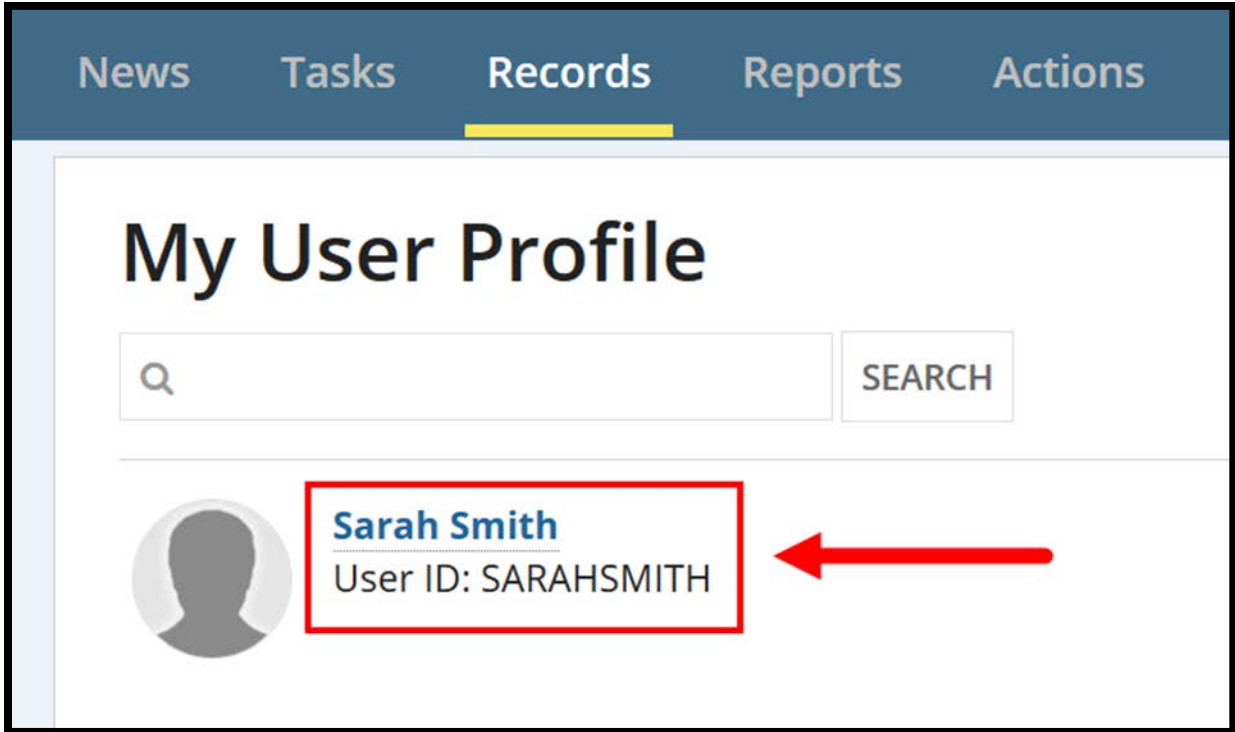 News Tasks Records Reports Actions
My User Profile
SEARCH
Sarah Smith
User ID: SARAHSMITH